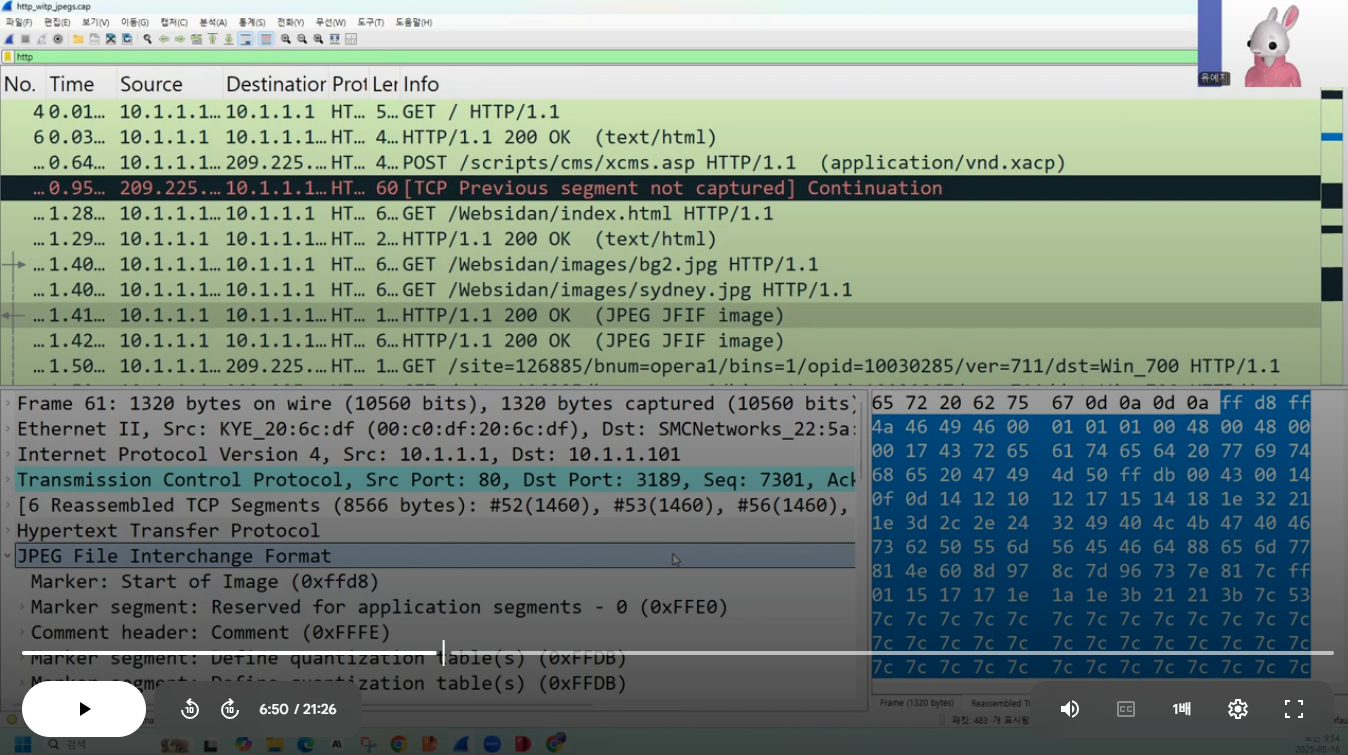 http_witp_jpegs.cap
파일(F) 편집(E) 보기(V) 이동(G) 캡처(C) 분석(A) 통계(S) 전화(Y) 무선(W) 도구(T) 도움말(H)
http
유예지
No. Time Source Destination Prot Ler Info
4 0.01… 10.1.1.1… 10.1.1.1 HT… 5… GET / HTTP/1.1
6 0.03… 10.1.1.1 10.1.1.1… HT… 4… HTTP/1.1 200 OK (text/html)
… 0.64… 10.1.1.1… 209.225.… HT… 4… POST /scripts/cms/xcms.asp HTTP/1.1 (application/vnd.xacp)
… 0.95… 209.225.… 10.1.1.1… HT… 60 [TCP Previous segment not captured] Continuation
… 1.28… 10.1.1.1… 10.1.1.1 HT… 6… GET /Websidan/index.html HTTP/1.1
… 1.29… 10.1.1.1 10.1.1.1… HT… 2… HTTP/1.1 200 OK (text/html)
… 1.40… 10.1.1.1… 10.1.1.1 HT… 6… GET /Websidan/images/bg2.jpg HTTP/1.1
… 1.40… 10.1.1.1… 10.1.1.1 HT… 6… GET /Websidan/images/sydney.jpg HTTP/1.1
… 1.41… 10.1.1.1 10.1.1.1… HT… 1… HTTP/1.1 200 OK (JPEG JFIF image)
… 1.42… 10.1.1.1 10.1.1.1… HT… 6… HTTP/1.1 200 OK (JPEG JFIF image)
… 1.50… 10.1.1.1… 209.225.… HT… 1… GET /site=126885/bnum=opera1/bins=1/opid=10030285/ver=711/dst=Win_700 HTTP/1.1
Frame 61: 1320 bytes on wire (10560 bits), 1320 bytes captured (10560 bits)
Ethernet II, Src: KYE_20:6c:df (00:c0:df:20:6c:df), Dst: SMCNetworks_22:5a:
Internet Protocol Version 4, Src: 10.1.1.1, Dst: 10.1.1.101
Transmission Control Protocol, Src Port: 80, Dst Port: 3189, Seq: 7301, Ack
[6 Reassembled TCP Segments (8566 bytes): #52(1460), #53(1460), #56(1460),
Hypertext Transfer Protocol
JPEG File Interchange Format
Marker: Start of Image (0xffd8)
Marker segment: Reserved for application segments - 0 (0xFFE0)
Comment header: Comment (0xFFFE)
Marker segment: Define quantization table(s) (0xFFDB)
Marker segment: Define quantization table(s) (0xFFDB)
65 72 20 62 75 67 0d 0a 0d 0a ff d8 ff
4a 46 49 46 00 01 01 01 00 48 00 48 00
00 17 43 72 65 61 74 65 64 20 77 69 74
68 65 20 47 49 4d 50 ff db 00 43 00 14
0f 0d 14 12 10 12 17 15 14 18 1e 32 21
1e 3d 2c 2e 24 32 49 40 4c 4b 47 40 46
73 62 50 55 6d 56 45 46 64 88 65 6d 77
81 4e 60 8d 97 8c 7d 96 73 7e 81 7c ff
01 15 17 17 1e 1a 1e 3b 21 21 3b 7c 53
7c 7c 7c 7c 7c 7c 7c 7c 7c 7c 7c 7c 7c
7c 7c 7c 7c 7c 7c 7c 7c 7c 7c 7c 7c 7c
7c 7c 7c 7c 7c 7c 7c 7c 7c 7c 7c 7c 7c
Frame (1320 bytes) Reassembled T
10 10 6:50 / 21:26
CC 1배
패킷: 483
검색
오전 9:54
2025-05-16